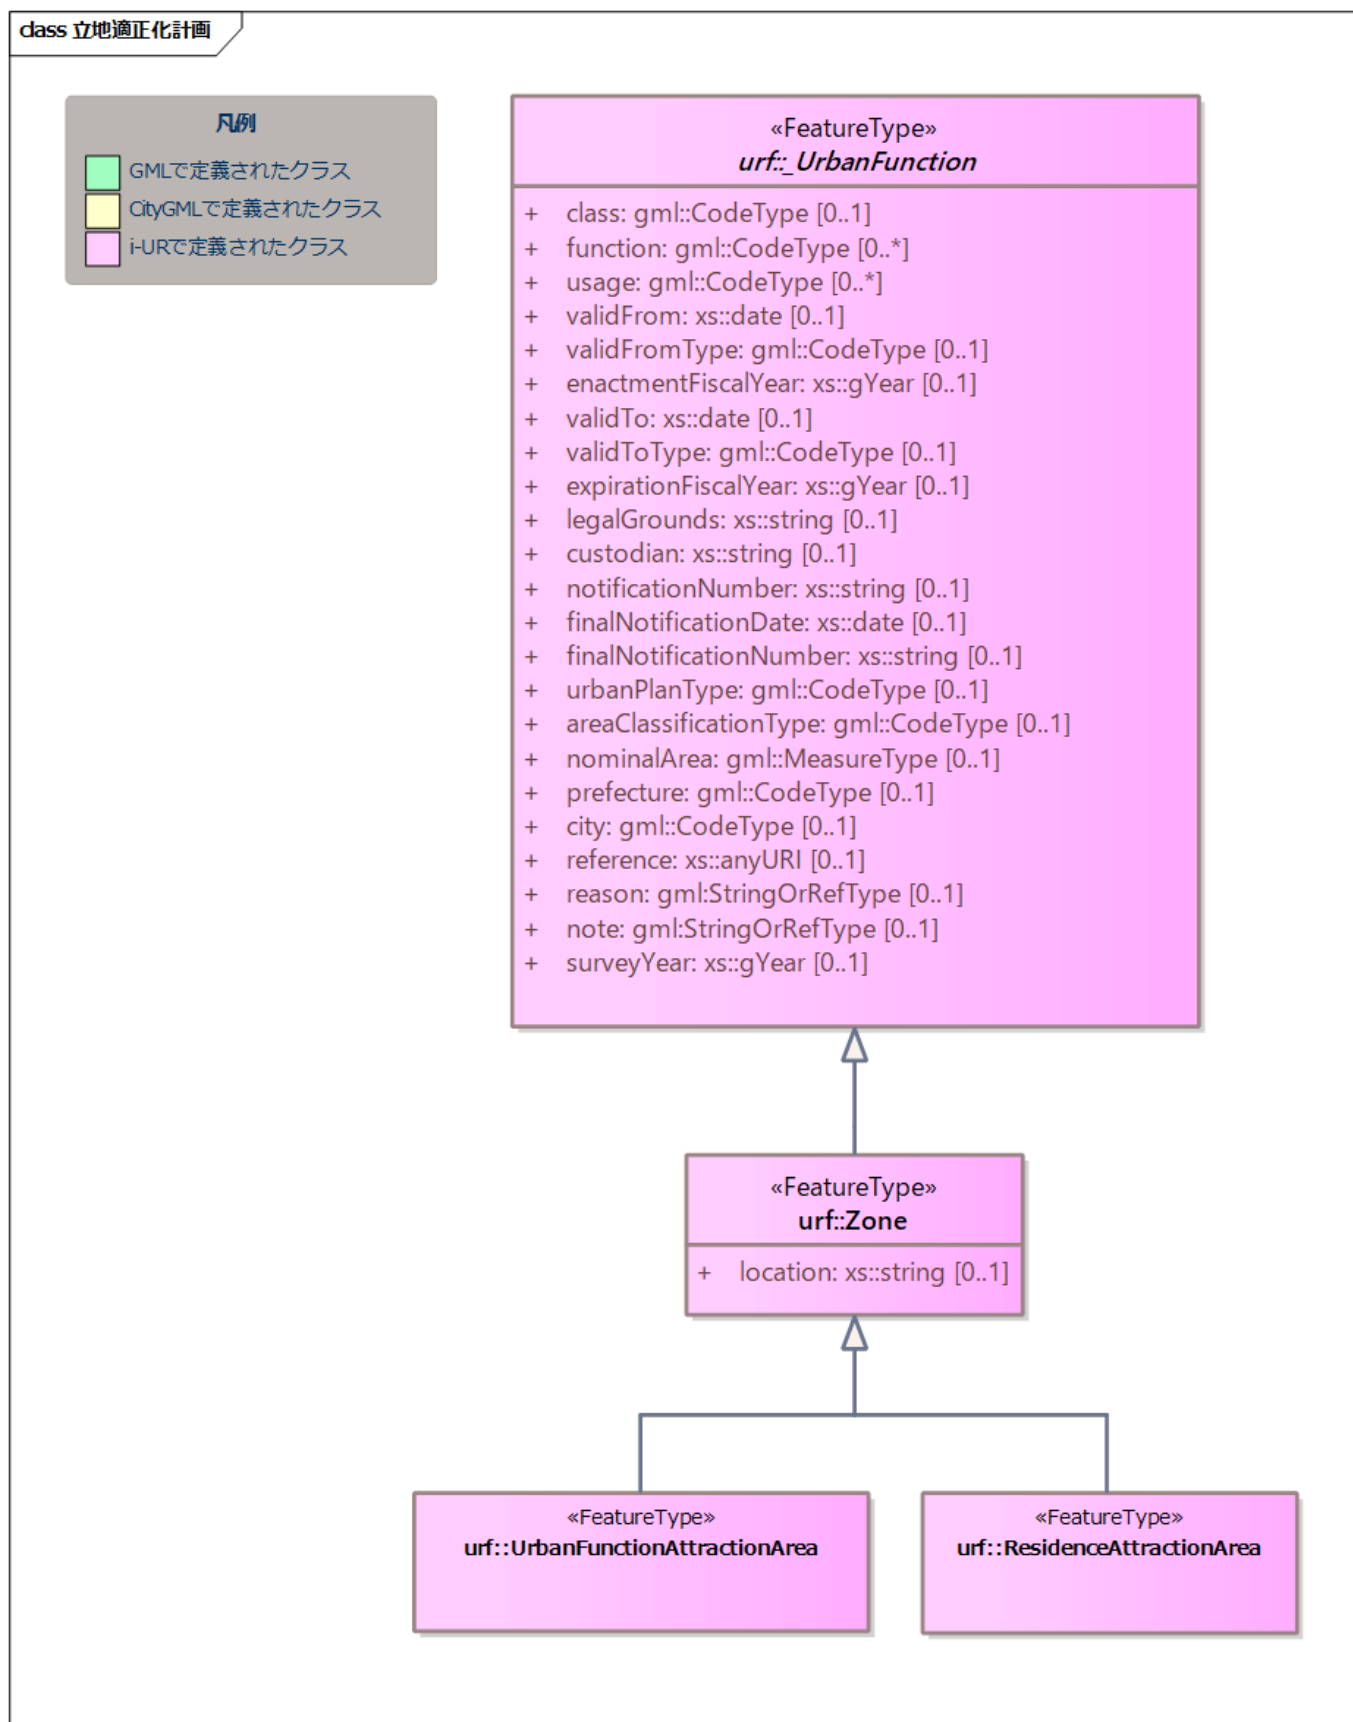 class 立地適正化計画
凡例
GMLで定義されたクラス
CityGMLで定義されたクラス
i-URで定義されたクラス
«FeatureType»
urf::_UrbanFunction
+ class: gml::CodeType [0..1]
+ function: gml::CodeType [0..*]
+ usage: gml::CodeType [0..*]
+ validFrom: xs::date [0..1]
+ validFromType: gml::CodeType [0..1]
+ enactmentFiscalYear: xs::gYear [0..1]
+ validTo: xs::date [0..1]
+ validToType: gml::CodeType [0..1]
+ expirationFiscalYear: xs::gYear [0..1]
+ legalGrounds: xs::string [0..1]
+ custodian: xs::string [0..1]
+ notificationNumber: xs::string [0..1]
+ finalNotificationDate: xs::date [0..1]
+ finalNotificationNumber: xs::string [0..1]
+ urbanPlanType: gml::CodeType [0..1]
+ areaClassificationType: gml::CodeType [0..1]
+ nominalArea: gml::MeasureType [0..1]
+ prefecture: gml::CodeType [0..1]
+ city: gml::CodeType [0..1]
+ reference: xs::anyURI [0..1]
+ reason: gml:StringOrRefType [0..1]
+ note: gml:StringOrRefType [0..1]
+ surveyYear: xs::gYear [0..1]
«FeatureType»
urf::Zone
+ location: xs::string [0..1]
«FeatureType»
urf::UrbanFunctionAttractionArea
«FeatureType»
urf::ResidenceAttractionArea